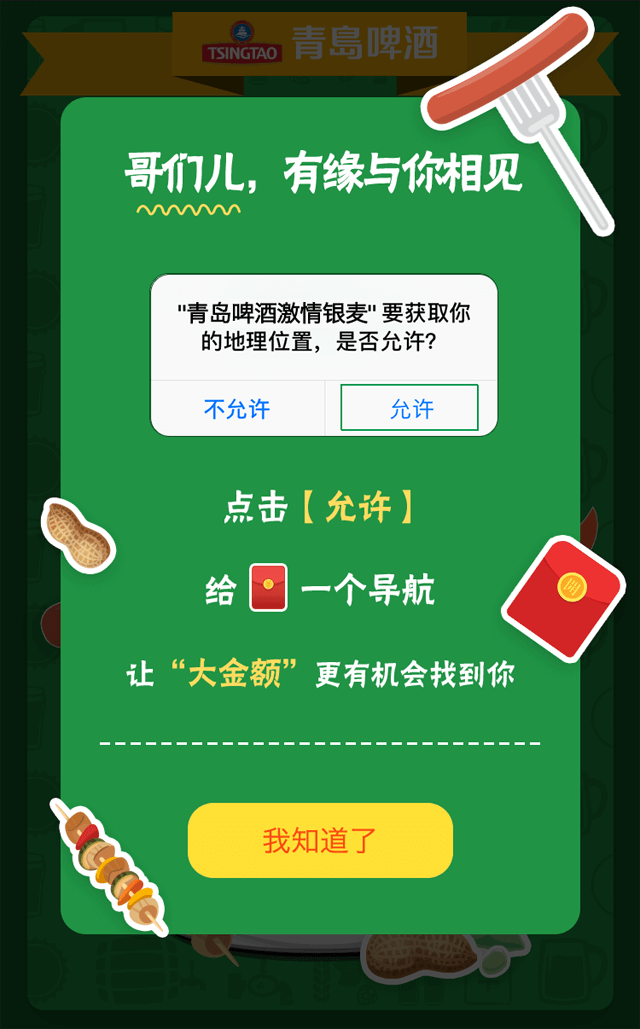 TSINGTAO 青島啤酒
哥们儿，有缘与你相见
"青岛啤酒激情银麦" 要获取你
的地理位置，是否允许？
不允许 允许
点击【允许】
给 一个导航
让“大金额”更有机会找到你
我知道了